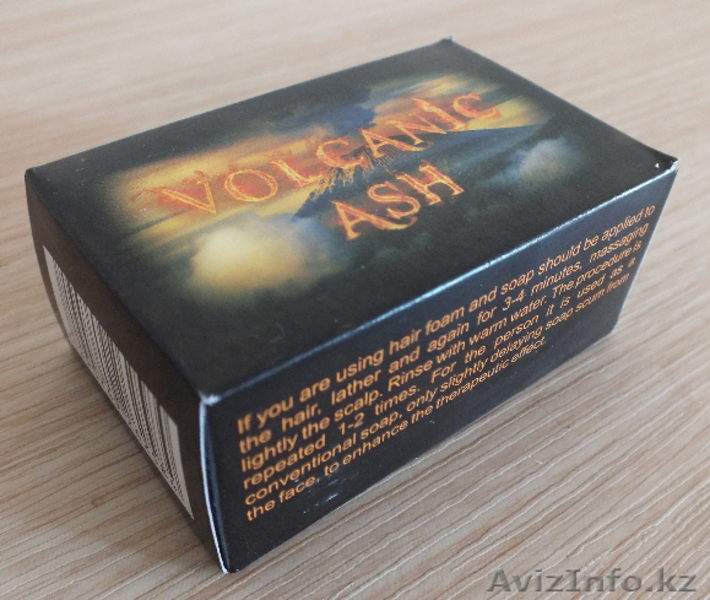 VOLCANIC
ASH
If you are using hair foam and soap should be applied to
the hair, lather and again for 3-4 minutes, massaging
lightly the scalp. Rinse with warm water. The procedure is
repeated 1-2 times. For the person it is used as a
conventional soap, only slightly delaying soap scum from
the face, to enhance the therapeutic effect.
AvizInfo.kz